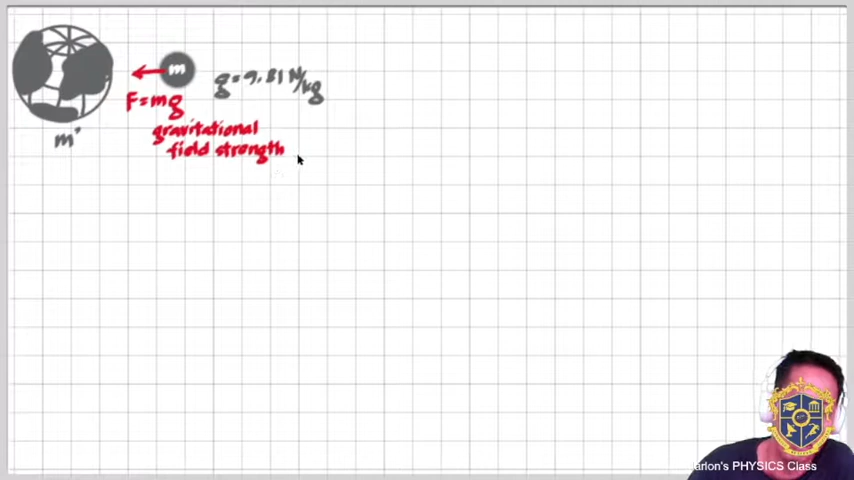 m
g = 9.81 N/kg
F = mg
gravitational
field strength
m'
arlon's PHYSICS Class